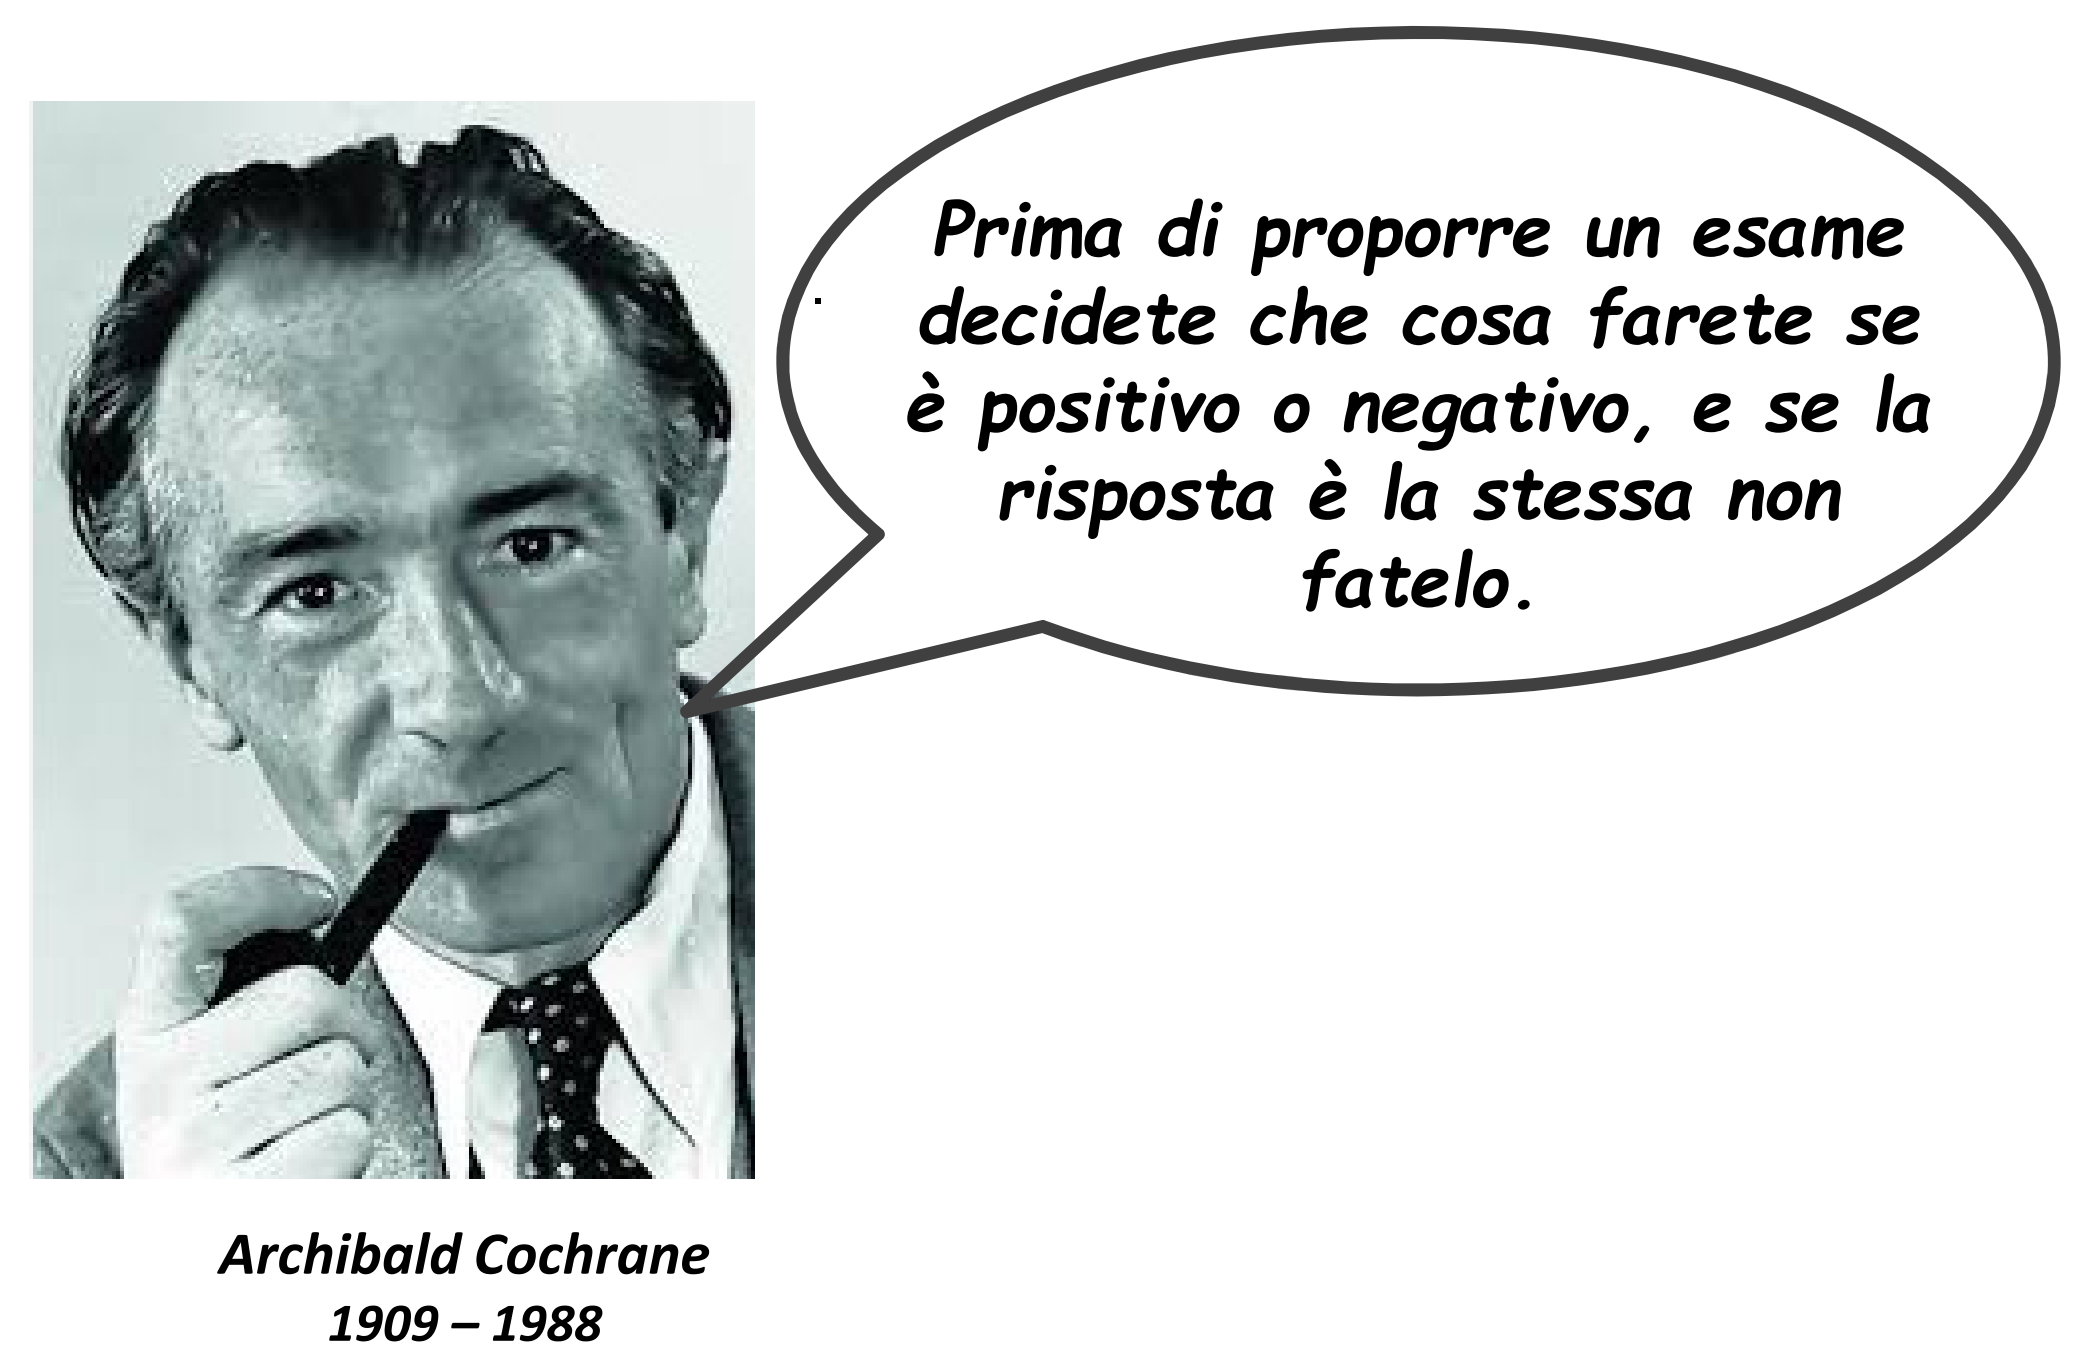 Prima di proporre un esame
decidete che cosa farete se
è positivo o negativo, e se la
risposta è la stessa non
fatelo.
Archibald Cochrane
1909 – 1988